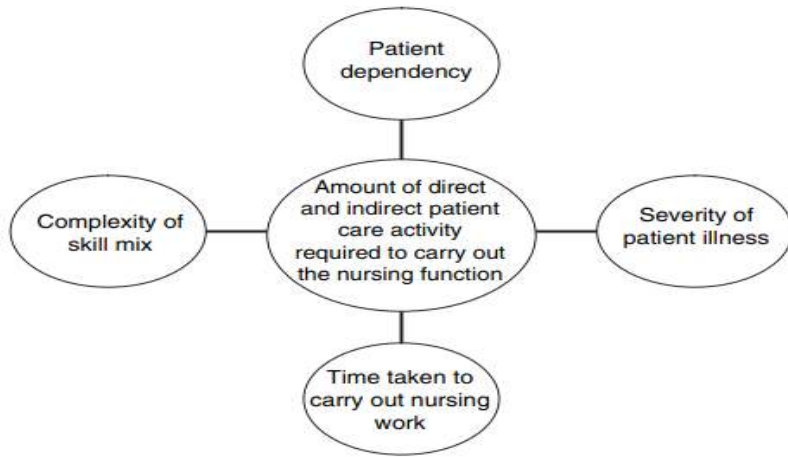 Patient
dependency
Complexity of
skill mix
Amount of direct
and indirect patient
care activity
required to carry out
the nursing function
Severity of
patient illness
Time taken to
carry out nursing
work